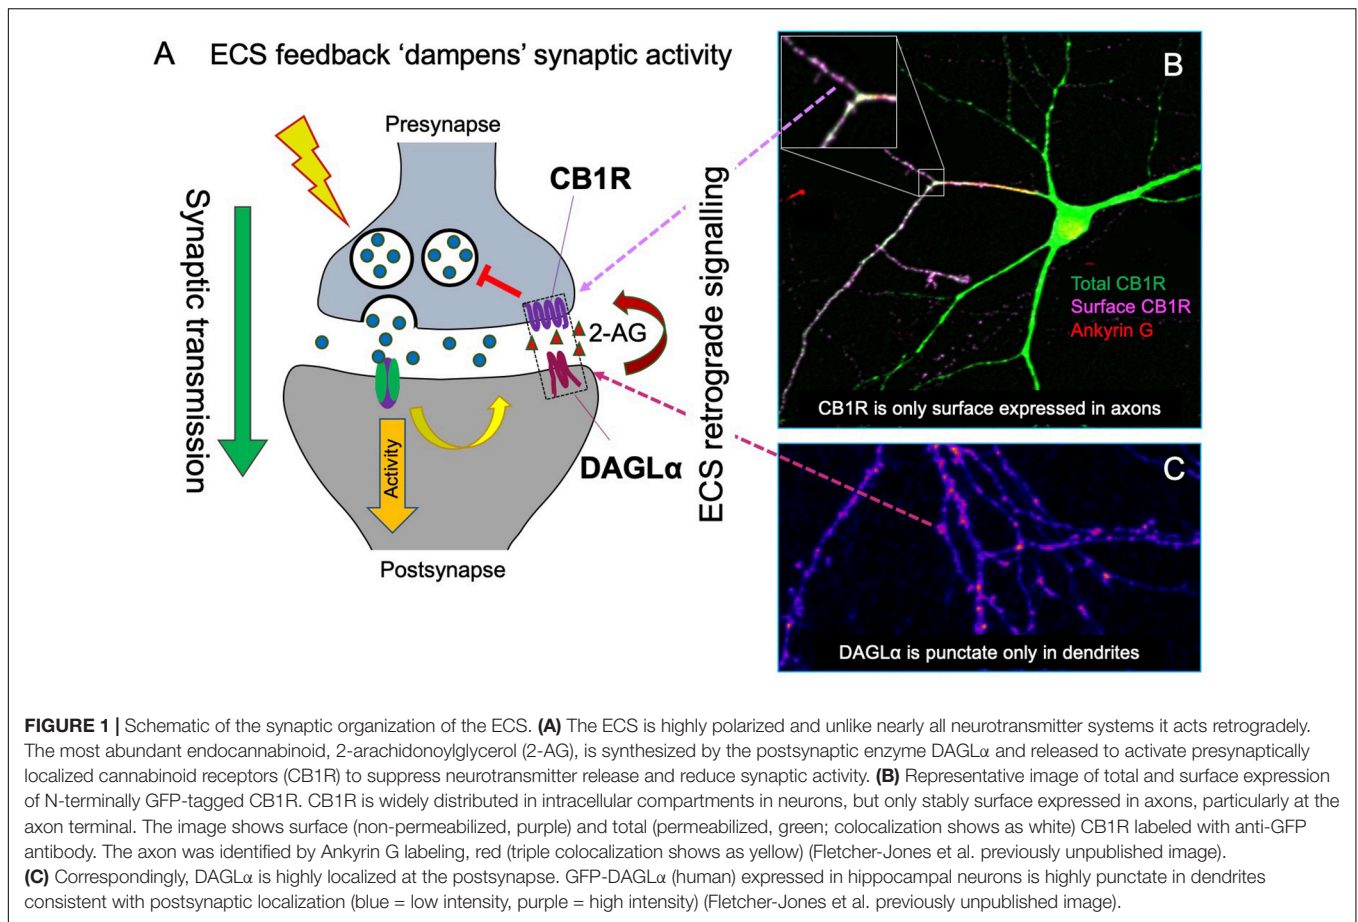 A ECS feedback ‘dampens’ synaptic activity
Presynapse
CB1R
Synaptic transmission
2-AG
ECS retrograde signalling
Activity
DAGLα
Postsynapse
B
Total CB1R
Surface CB1R
Ankyrin G
CB1R is only surface expressed in axons
C
DAGLα is punctate only in dendrites
FIGURE 1 | Schematic of the synaptic organization of the ECS. (A) The ECS is highly polarized and unlike nearly all neurotransmitter systems it acts retrogradely.
The most abundant endocannabinoid, 2-arachidonoylglycerol (2-AG), is synthesized by the postsynaptic enzyme DAGLα and released to activate presynaptically
localized cannabinoid receptors (CB1R) to suppress neurotransmitter release and reduce synaptic activity. (B) Representative image of total and surface expression
of N-terminally GFP-tagged CB1R. CB1R is widely distributed in intracellular compartments in neurons, but only stably surface expressed in axons, particularly at the
axon terminal. The image shows surface (non-permeabilized, purple) and total (permeabilized, green; colocalization shows as white) CB1R labeled with anti-GFP
antibody. The axon was identified by Ankyrin G labeling, red (triple colocalization shows as yellow) (Fletcher-Jones et al. previously unpublished image).
(C) Correspondingly, DAGLα is highly localized at the postsynapse. GFP-DAGLα (human) expressed in hippocampal neurons is highly punctate in dendrites
consistent with postsynaptic localization (blue = low intensity, purple = high intensity) (Fletcher-Jones et al. previously unpublished image).